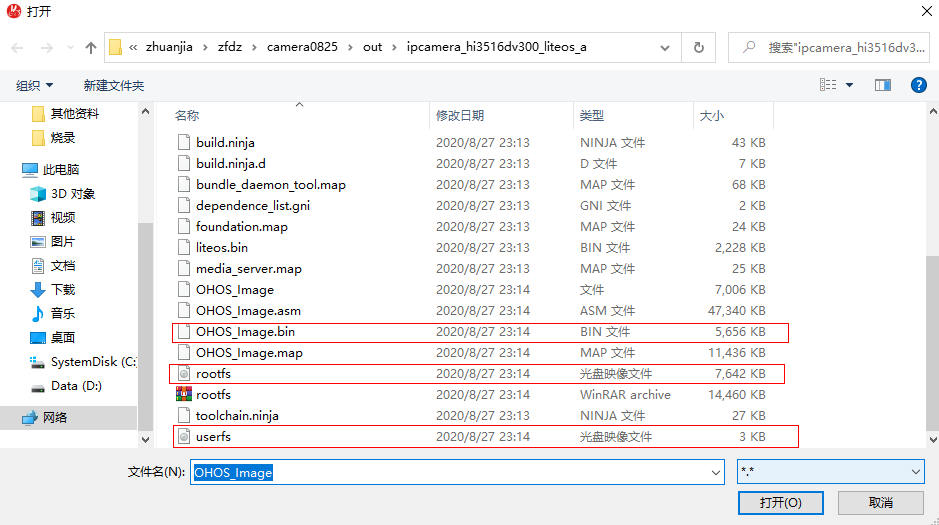 打开
« zhuanjia › zfdz › camera0825 › out › ipcamera_hi3516dv300_liteos_a
搜索"ipcamera_hi3516dv3...
组织 新建文件夹
其他资料
烧录
此电脑
3D 对象
视频
图片
文档
下载
音乐
桌面
SystemDisk (C:
Data (D:)
网络
名称 修改日期 类型 大小
build.ninja 2020/8/27 23:13 NINJA 文件 43 KB
build.ninja.d 2020/8/27 23:13 D 文件 7 KB
bundle_daemon_tool.map 2020/8/27 23:13 MAP 文件 68 KB
dependence_list.gni 2020/8/27 23:13 GNI 文件 2 KB
foundation.map 2020/8/27 23:13 MAP 文件 24 KB
liteos.bin 2020/8/27 23:13 BIN 文件 2,228 KB
media_server.map 2020/8/27 23:13 MAP 文件 25 KB
OHOS_Image 2020/8/27 23:14 文件 7,006 KB
OHOS_Image.asm 2020/8/27 23:14 ASM 文件 47,340 KB
OHOS_Image.bin 2020/8/27 23:14 BIN 文件 5,656 KB
OHOS_Image.map 2020/8/27 23:14 MAP 文件 11,436 KB
rootfs 2020/8/27 23:14 光盘映像文件 7,642 KB
rootfs 2020/8/27 23:14 WinRAR archive 14,460 KB
toolchain.ninja 2020/8/27 23:13 NINJA 文件 27 KB
userfs 2020/8/27 23:14 光盘映像文件 3 KB
文件名(N): OHOS_Image *.*
打开(O) 取消